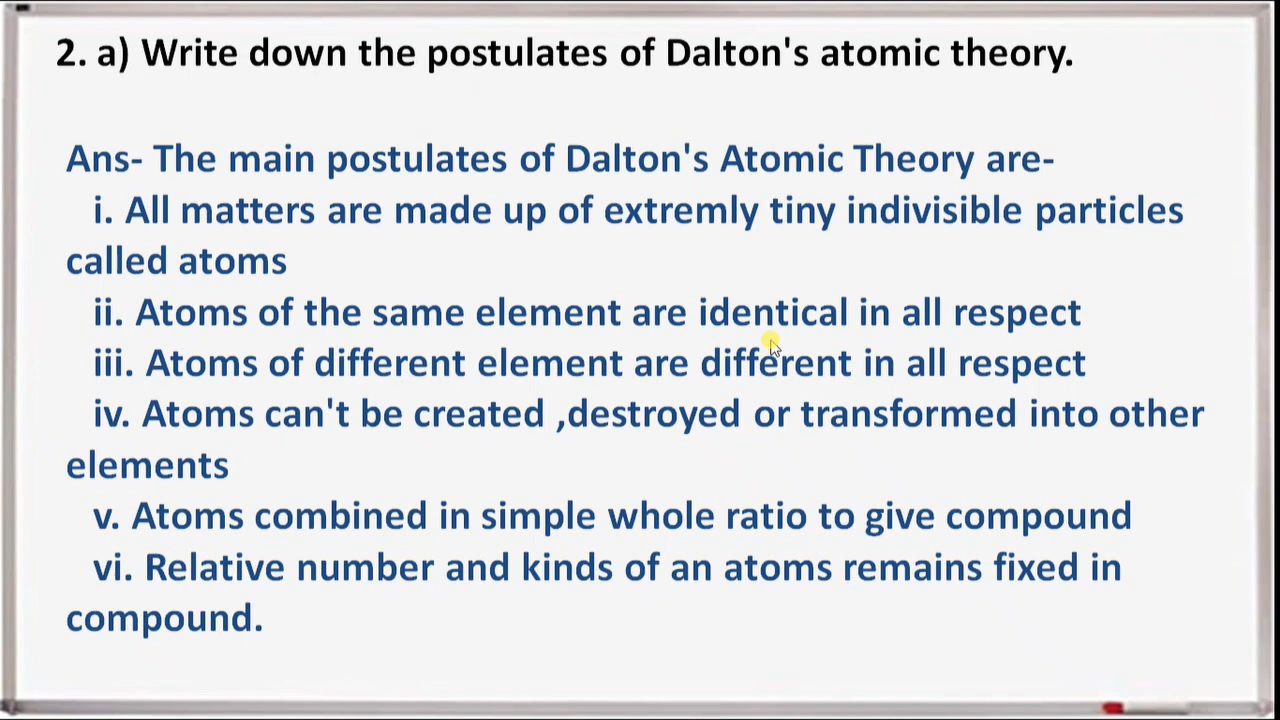 2. a) Write down the postulates of Dalton's atomic theory.
Ans- The main postulates of Dalton's Atomic Theory are-
i. All matters are made up of extremly tiny indivisible particles
called atoms
ii. Atoms of the same element are identical in all respect
iii. Atoms of different element are different in all respect
iv. Atoms can't be created ,destroyed or transformed into other
elements
v. Atoms combined in simple whole ratio to give compound
vi. Relative number and kinds of an atoms remains fixed in
compound.